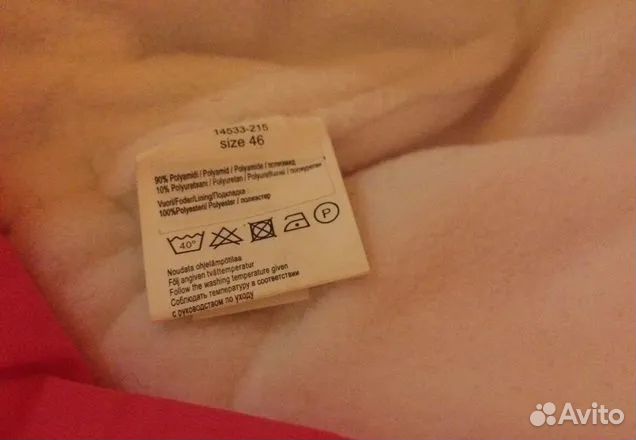 14533-215
size 46
90% Polyamidi / Polyamid / Polyamide / полиамид
10% Polyuretaani / Polyuretan / Polyurethane / полиуретан
Vuori/Foder/Lining/Подкладка
100%Polyesteri/ Polyester / полиэстер
40° P
Noudata ohjelämpötilaa
Följ angiven tvättemperatur
Follow the washing temperature given
Соблюдать температуру в соответствии
с руководством по уходу
Avito